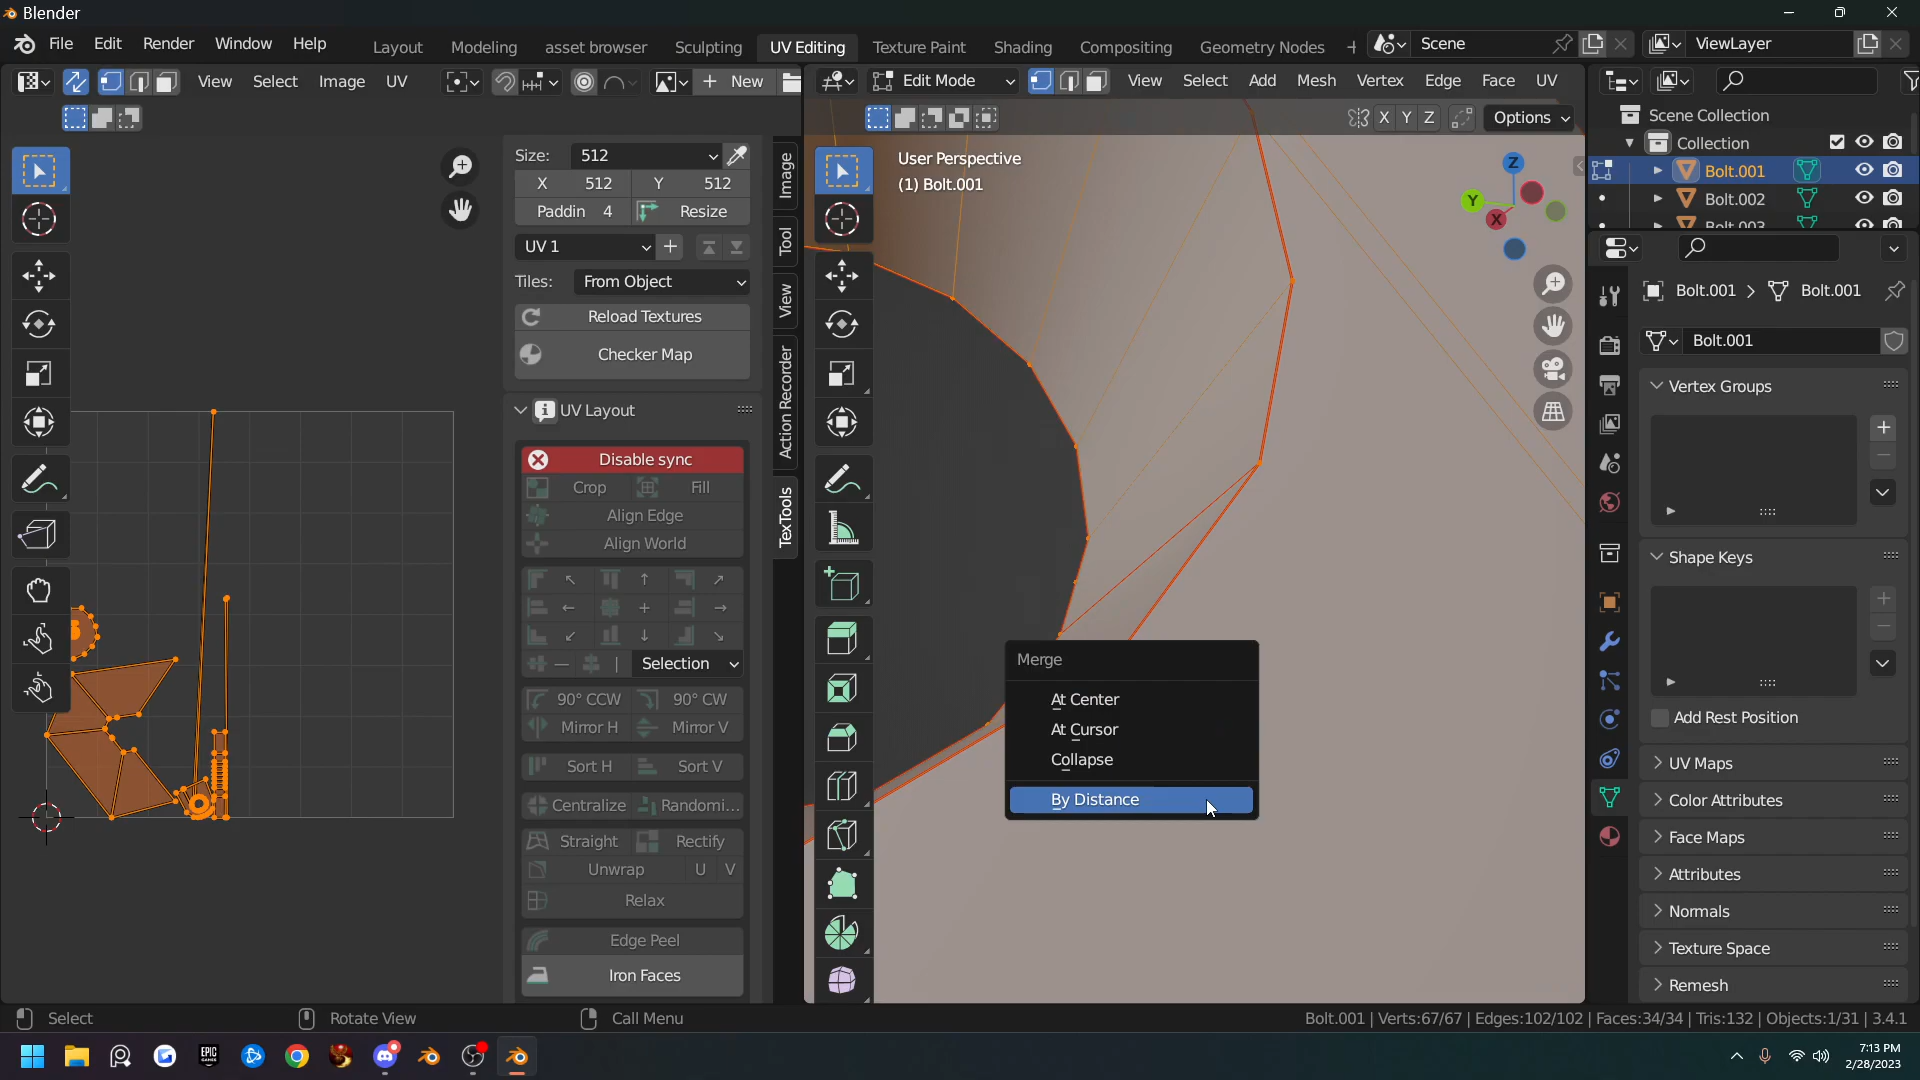 Blender
File Edit Render Window Help
Layout Modeling asset browser Sculpting UV Editing Texture Paint Shading Compositing Geometry Nodes
Scene
ViewLayer
View Select Image UV
New
Edit Mode
View Select Add Mesh Vertex Edge Face UV
X Y Z
Options
User Perspective
(1) Bolt.001
Z
Y
X
Size: 512
X 512 Y 512
Paddin 4 Resize
UV 1
Tiles: From Object
Reload Textures
Checker Map
UV Layout
Disable sync
Crop Fill
Align Edge
Align World
Selection
90° CCW 90° CW
Mirror H Mirror V
Sort H Sort V
Centralize Randomi...
Straight Rectify
Unwrap U V
Relax
Edge Peel
Iron Faces
Image
Tool
View
Action Recorder
TexTools
Merge
At Center
At Cursor
Collapse
By Distance
Scene Collection
Collection
Bolt.001
Bolt.002
Bolt.003
Bolt.001 Bolt.001
Bolt.001
Vertex Groups
Shape Keys
Add Rest Position
UV Maps
Color Attributes
Face Maps
Attributes
Normals
Texture Space
Remesh
Select
Rotate View
Call Menu
Bolt.001 | Verts:67/67 | Edges:102/102 | Faces:34/34 | Tris:132 | Objects:1/31 | 3.4.1
EPIC GAMES
7:13 PM
2/28/2023